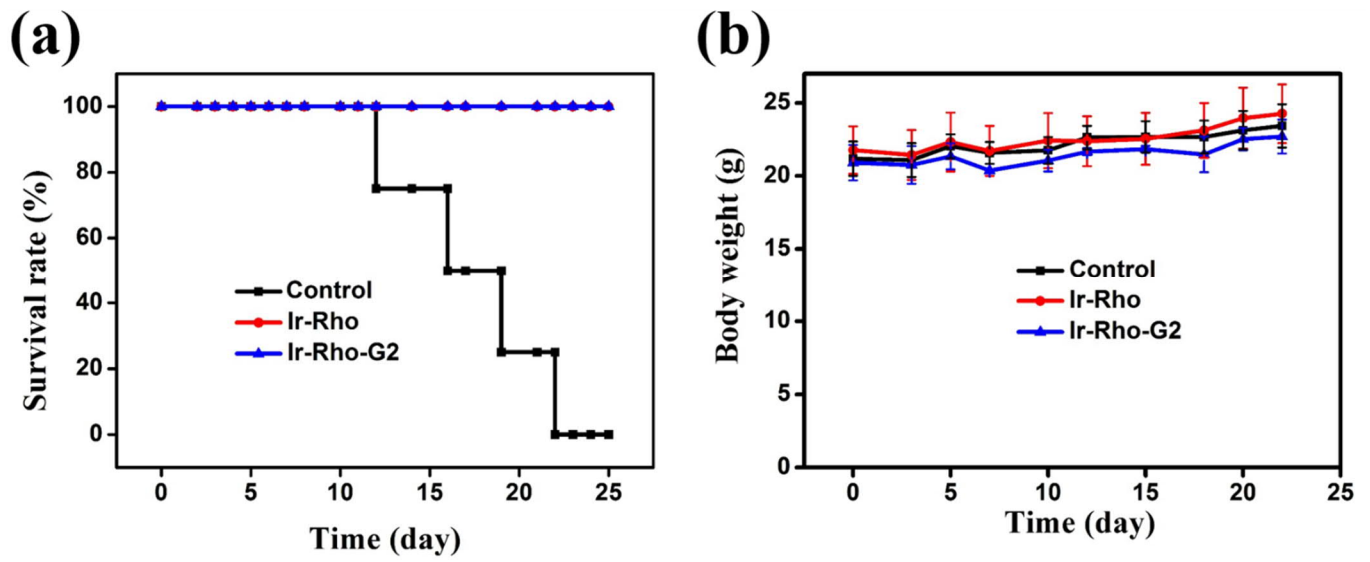 (a)
Survival rate (%)
100
80
60
40
20
0
Control
Ir-Rho
Ir-Rho-G2
0 5 10 15 20 25
Time (day)
(b)
Body weight (g)
25
20
15
10
5
0
Control
Ir-Rho
Ir-Rho-G2
0 5 10 15 20 25
Time (day)